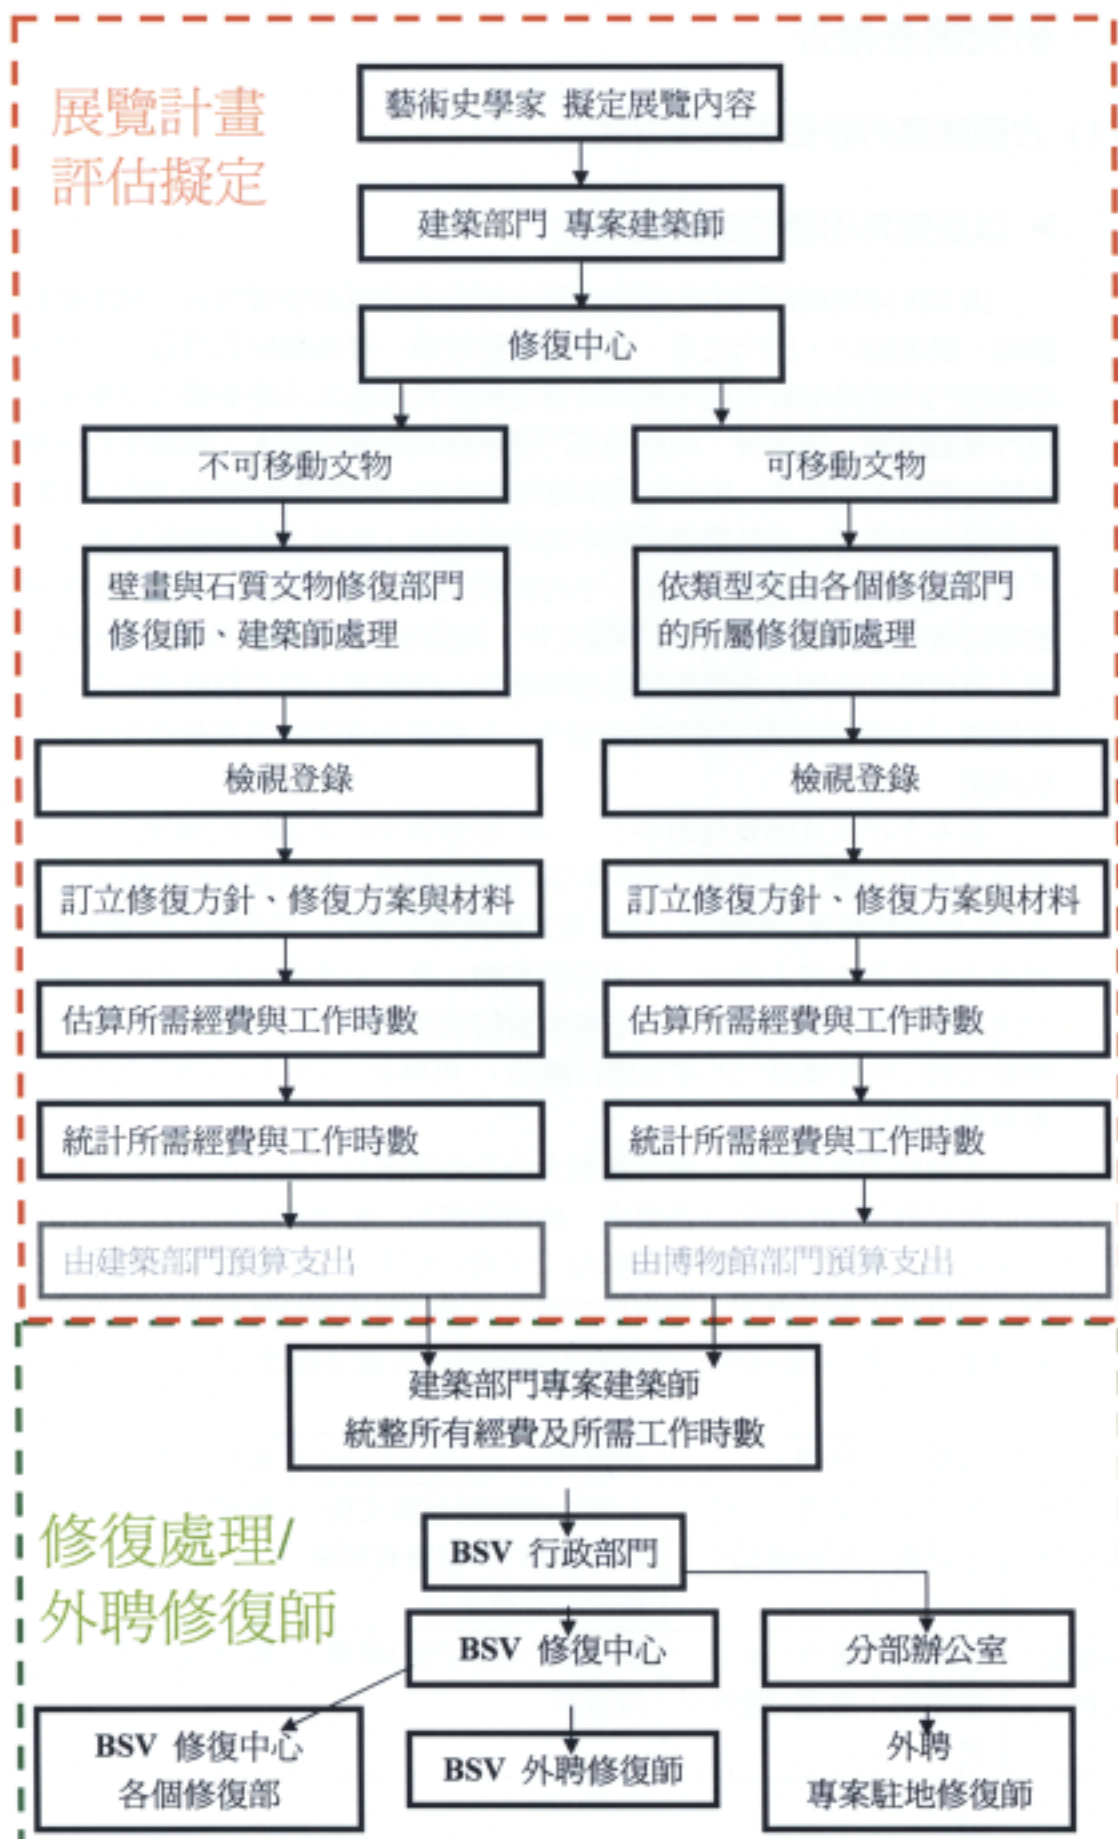 展覽計畫
評估擬定
藝術史學家 擬定展覽內容
建築部門 專案建築師
修復中心
不可移動文物
可移動文物
壁畫與石質文物修復部門
修復師、建築師處理
依類型交由各個修復部門
的所屬修復師處理
檢視登錄
檢視登錄
訂立修復方針、修復方案與材料
訂立修復方針、修復方案與材料
估算所需經費與工作時數
估算所需經費與工作時數
統計所需經費與工作時數
統計所需經費與工作時數
由建築部門預算支出
由博物館部門預算支出
建築部門專案建築師
統整所有經費及所需工作時數
修復處理/
外聘修復師
BSV 行政部門
BSV 修復中心
分部辦公室
BSV 修復中心
各個修復部
BSV 外聘修復師
外聘
專案駐地修復師